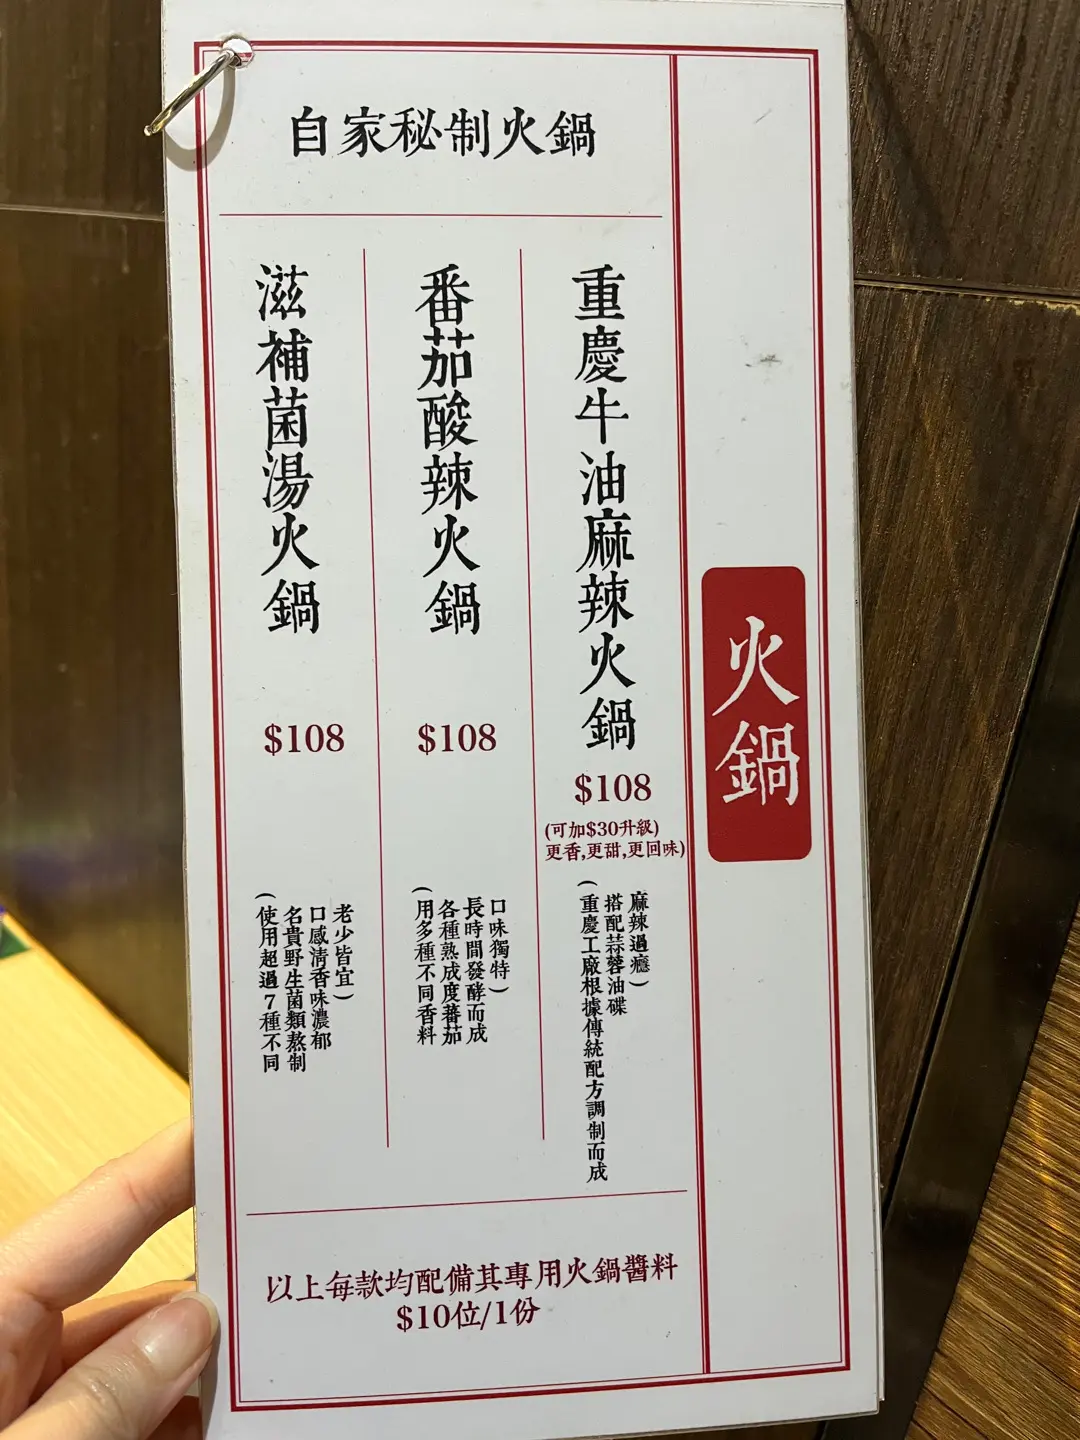 火鍋
自家秘制火鍋
重慶牛油麻辣火鍋
$108
(可加$30升級)
更香,更甜,更回味)
(重慶工廠根據傳統配方調制而成
搭配蒜蓉油碟
麻辣過癮)
番茄酸辣火鍋
$108
(用多種不同香料
各種熟成度蕃茄
長時間發酵而成
口味獨特)
滋補菌湯火鍋
$108
(使用超過7種不同
名貴野生菌類熬制
口感清香味濃郁
老少皆宜)
以上每款均配備其專用火鍋醬料
$10位/1份